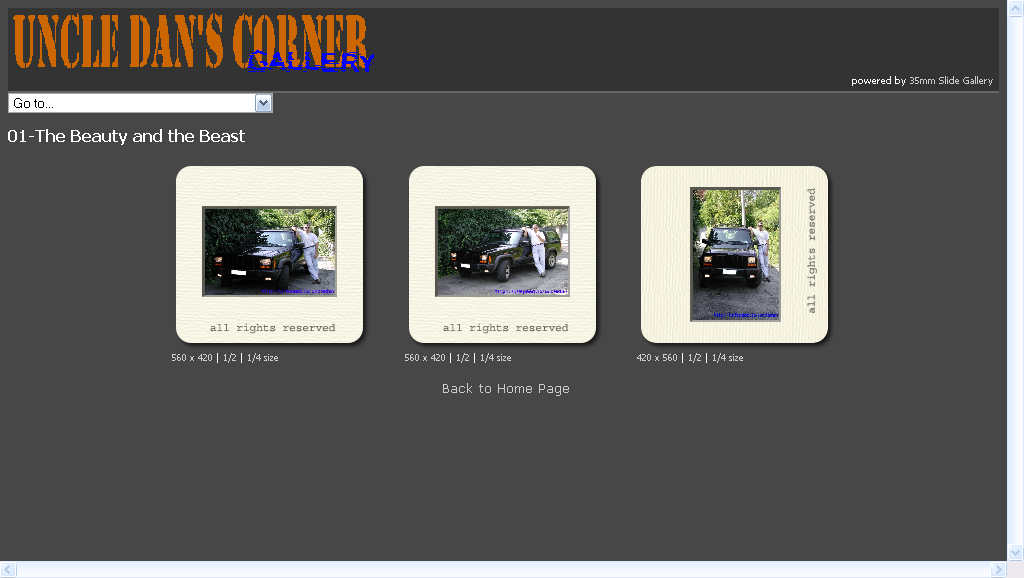 UNCLE DAN'S CORNER
GALLERY
powered by 35mm Slide Gallery
Go to...
01-The Beauty and the Beast
all rights reserved
all rights reserved
all rights reserved
560 x 420 | 1/2 | 1/4 size
560 x 420 | 1/2 | 1/4 size
420 x 560 | 1/2 | 1/4 size
Back to Home Page